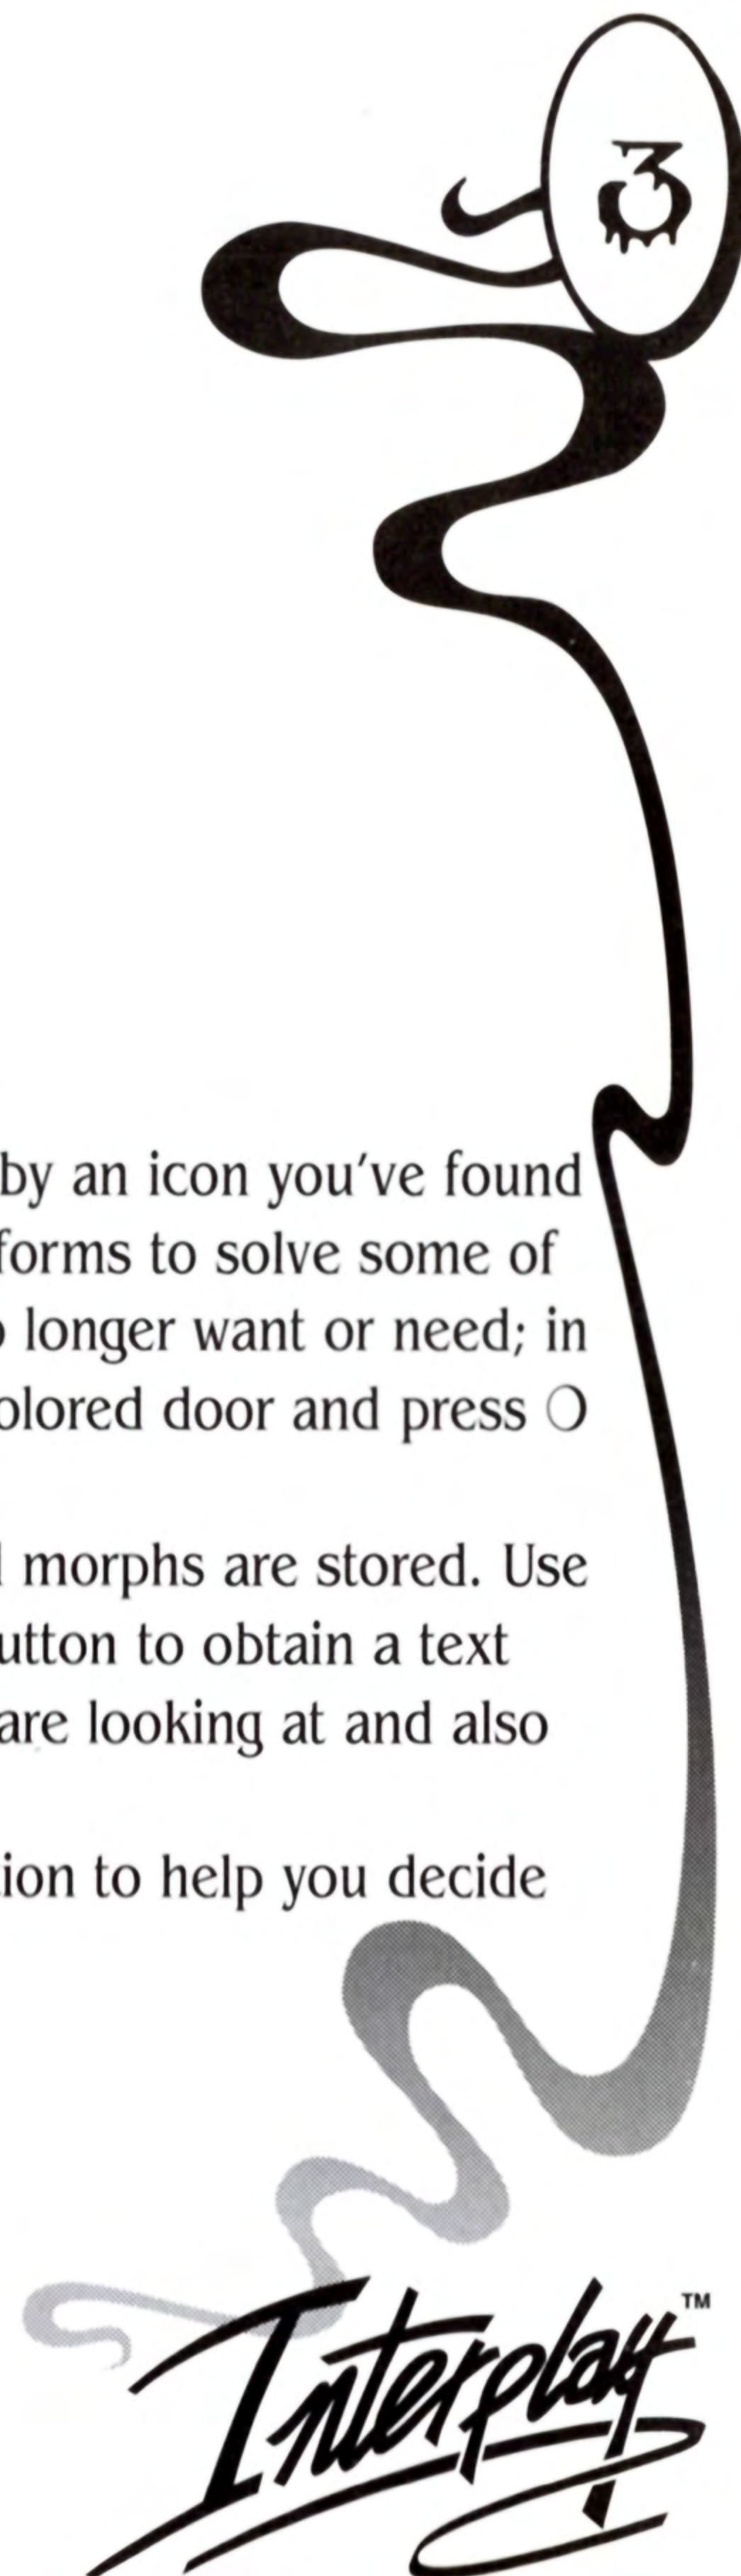 3
by an icon you've found
forms to solve some of
longer want or need; in
olored door and press ❍
morphs are stored. Use
utton to obtain a text
are looking at and also
ion to help you decide
Interplay™